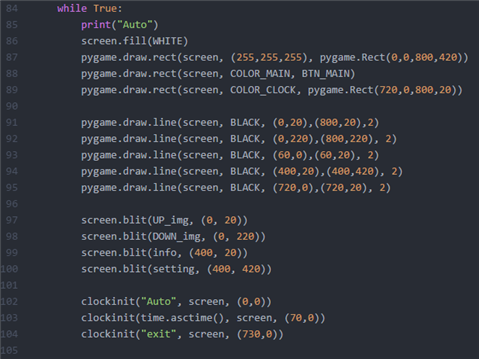 84 while True:
85 print("Auto")
86 screen.fill(WHITE)
87 pygame.draw.rect(screen, (255,255,255), pygame.Rect(0,0,800,420))
88 pygame.draw.rect(screen, COLOR_MAIN, BTN_MAIN)
89 pygame.draw.rect(screen, COLOR_CLOCK, pygame.Rect(720,0,800,20))
90
91 pygame.draw.line(screen, BLACK, (0,20),(800,20),2)
92 pygame.draw.line(screen, BLACK, (0,220),(800,220), 2)
93 pygame.draw.line(screen, BLACK, (60,0),(60,20), 2)
94 pygame.draw.line(screen, BLACK, (400,20),(400,420), 2)
95 pygame.draw.line(screen, BLACK, (720,0),(720,20), 2)
96
97 screen.blit(UP_img, (0, 20))
98 screen.blit(DOWN_img, (0, 220))
99 screen.blit(info, (400, 20))
100 screen.blit(setting, (400, 420))
101
102 clockinit("Auto", screen, (0,0))
103 clockinit(time.asctime(), screen, (70,0))
104 clockinit("exit", screen, (730,0))
105